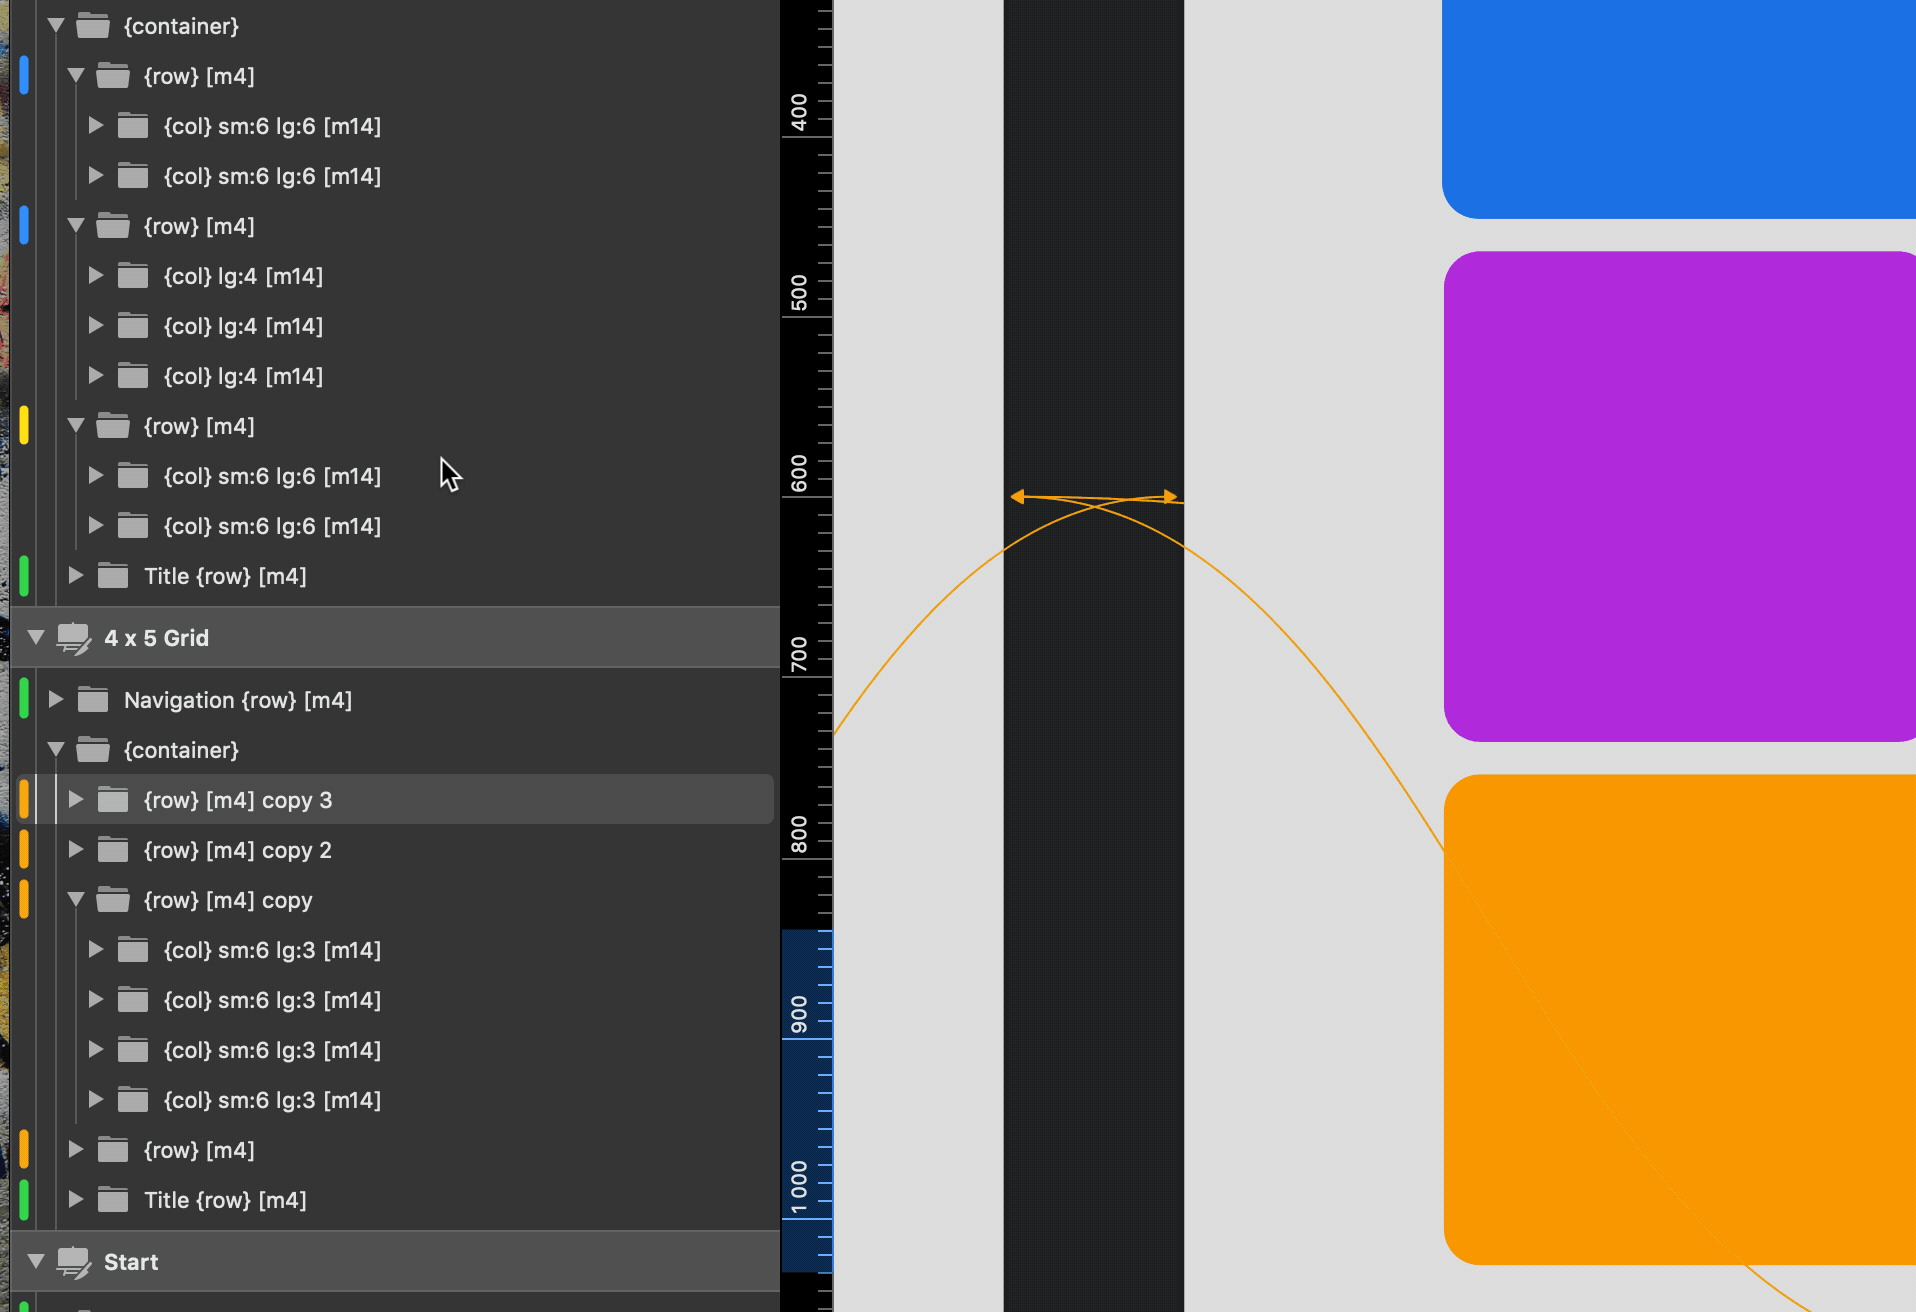 {container}
{row} [m4]
{col} sm:6 lg:6 [m14]
{col} sm:6 lg:6 [m14]
{row} [m4]
{col} lg:4 [m14]
{col} lg:4 [m14]
{col} lg:4 [m14]
{row} [m4]
{col} sm:6 lg:6 [m14]
{col} sm:6 lg:6 [m14]
Title {row} [m4]
4 x 5 Grid
Navigation {row} [m4]
{container}
{row} [m4] copy 3
{row} [m4] copy 2
{row} [m4] copy
{col} sm:6 lg:3 [m14]
{col} sm:6 lg:3 [m14]
{col} sm:6 lg:3 [m14]
{col} sm:6 lg:3 [m14]
{row} [m4]
Title {row} [m4]
Start
400
500
600
700
800
900
1 000